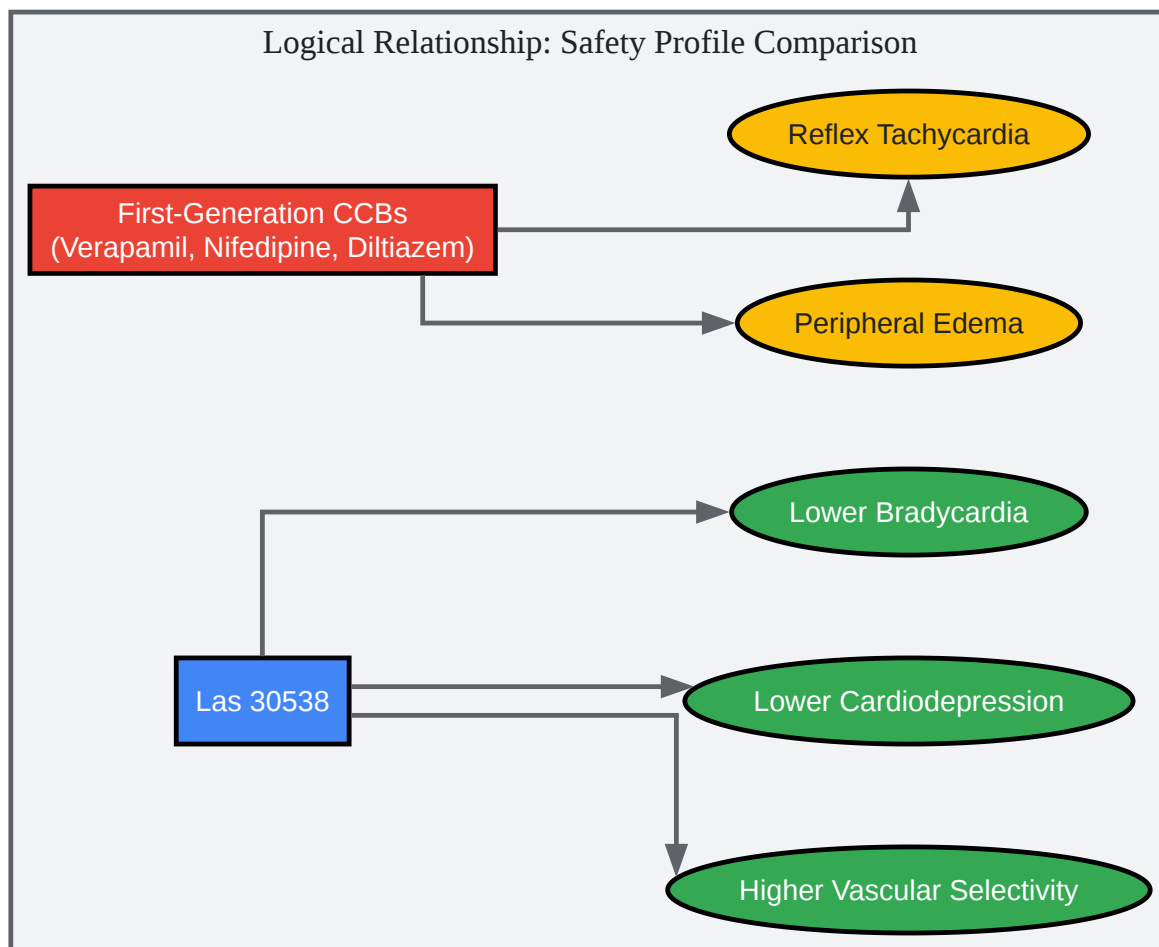 Logical Relationship: Safety Profile Comparison
Reflex Tachycardia
First-Generation CCBs
(Verapamil, Nifedipine, Diltiazem)
Peripheral Edema
Lower Bradycardia
Las 30538
Lower Cardiodepression
Higher Vascular Selectivity